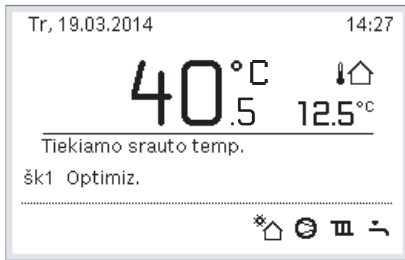 Tr, 19.03.2014 14:27
40.5 °C 12.5°C
Tiekiamo srauto temp.
šk1 Optimiz.